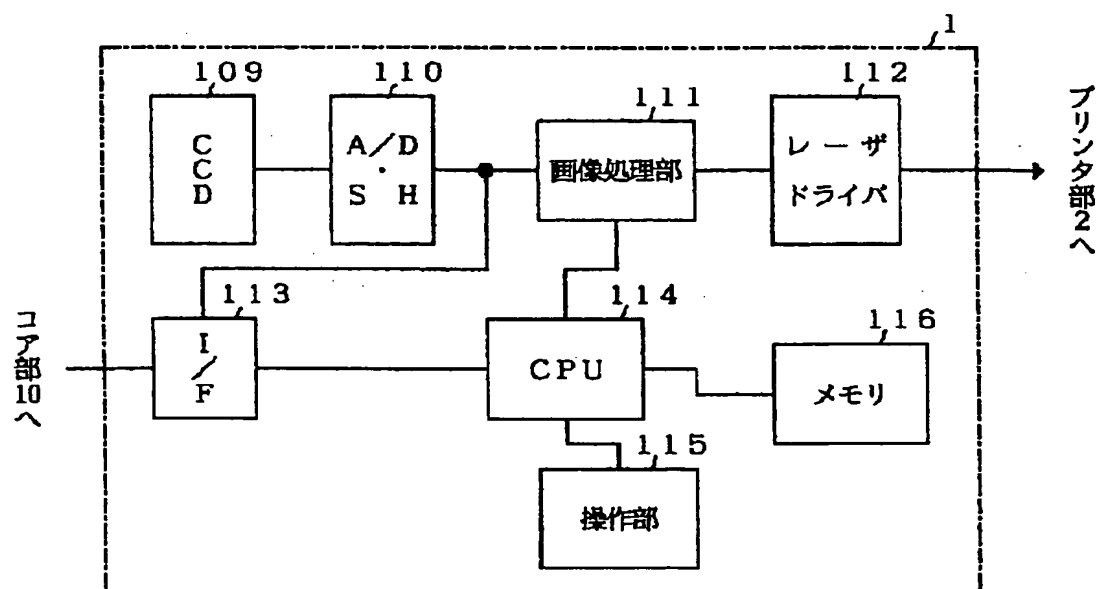 1
109
110
112
111
CCD
A/D・S H
画像処理部
レーザ
ドライバ
プリンタ部2へ
113
114
116
コア部10へ
I/F
CPU
メモリ
115
操作部